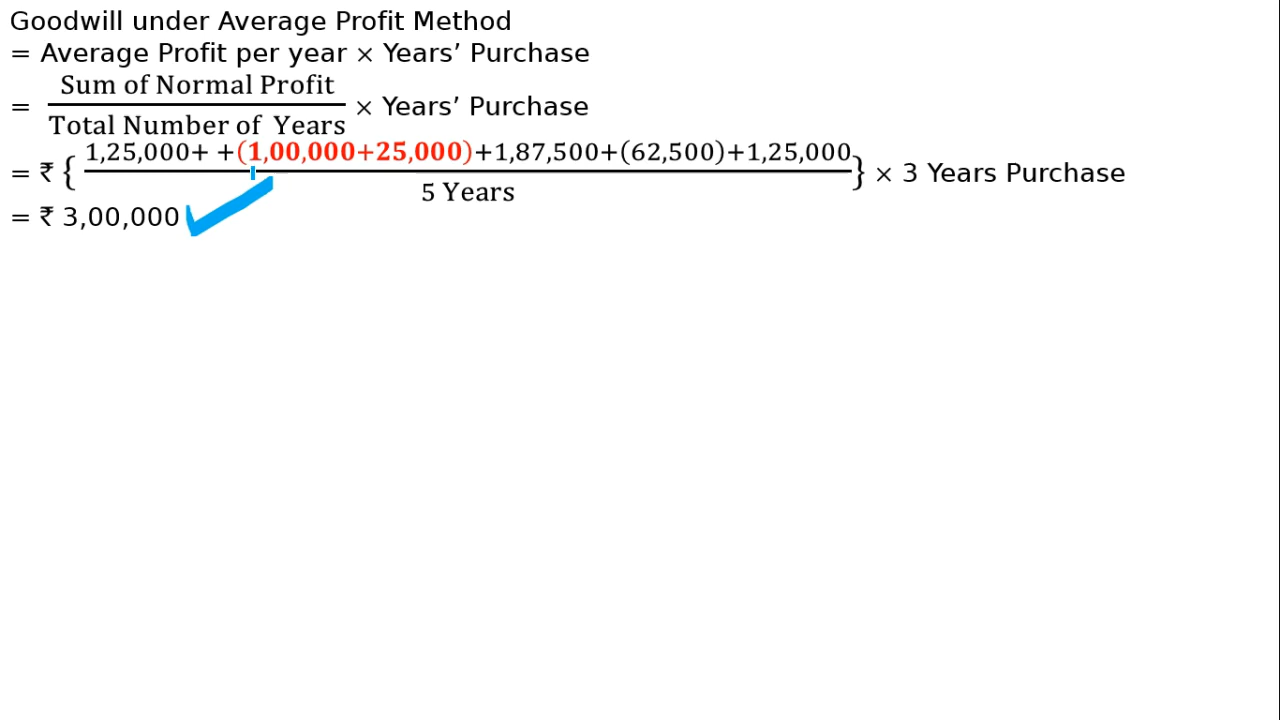 Goodwill under Average Profit Method
= Average Profit per year × Years’ Purchase
= Sum of Normal Profit / Total Number of Years × Years’ Purchase
= ₹ { 1,25,000+ +(1,00,000+25,000)+1,87,500+(62,500)+1,25,000 / 5 Years } × 3 Years Purchase
= ₹ 3,00,000